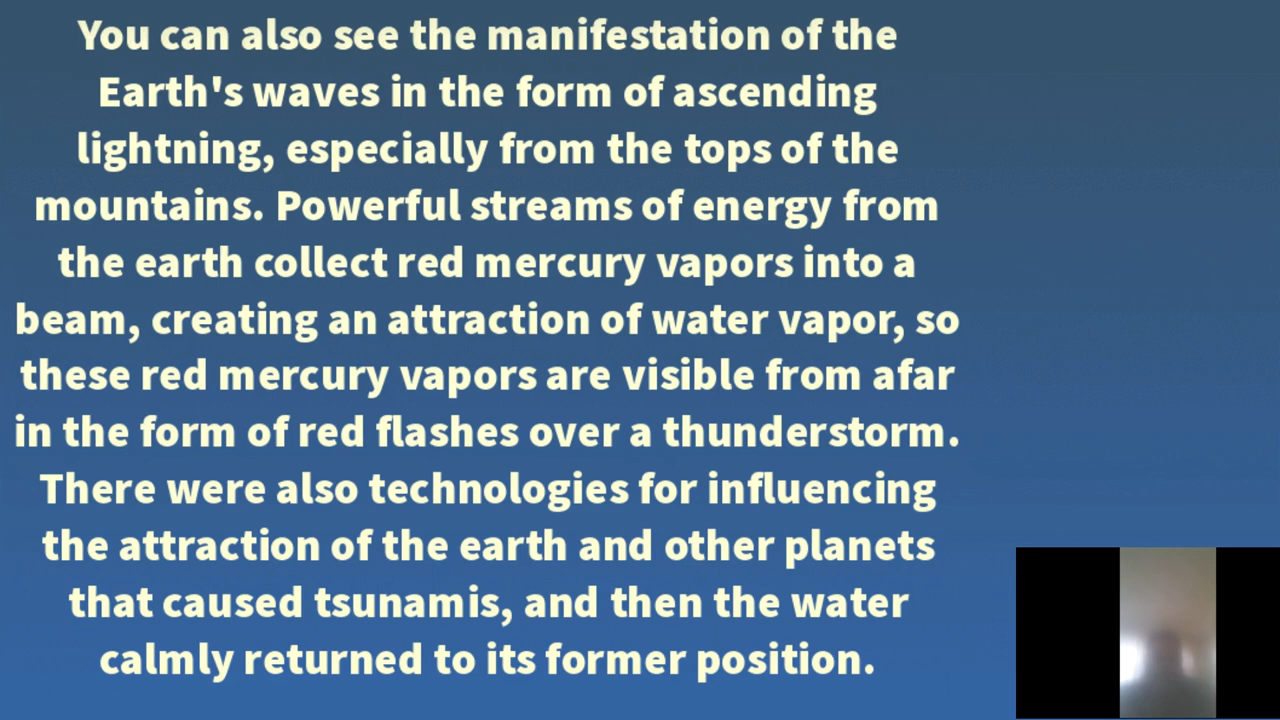 You can also see the manifestation of the
Earth's waves in the form of ascending
lightning, especially from the tops of the
mountains. Powerful streams of energy from
the earth collect red mercury vapors into a
beam, creating an attraction of water vapor, so
these red mercury vapors are visible from afar
in the form of red flashes over a thunderstorm.
There were also technologies for influencing
the attraction of the earth and other planets
that caused tsunamis, and then the water
calmly returned to its former position.